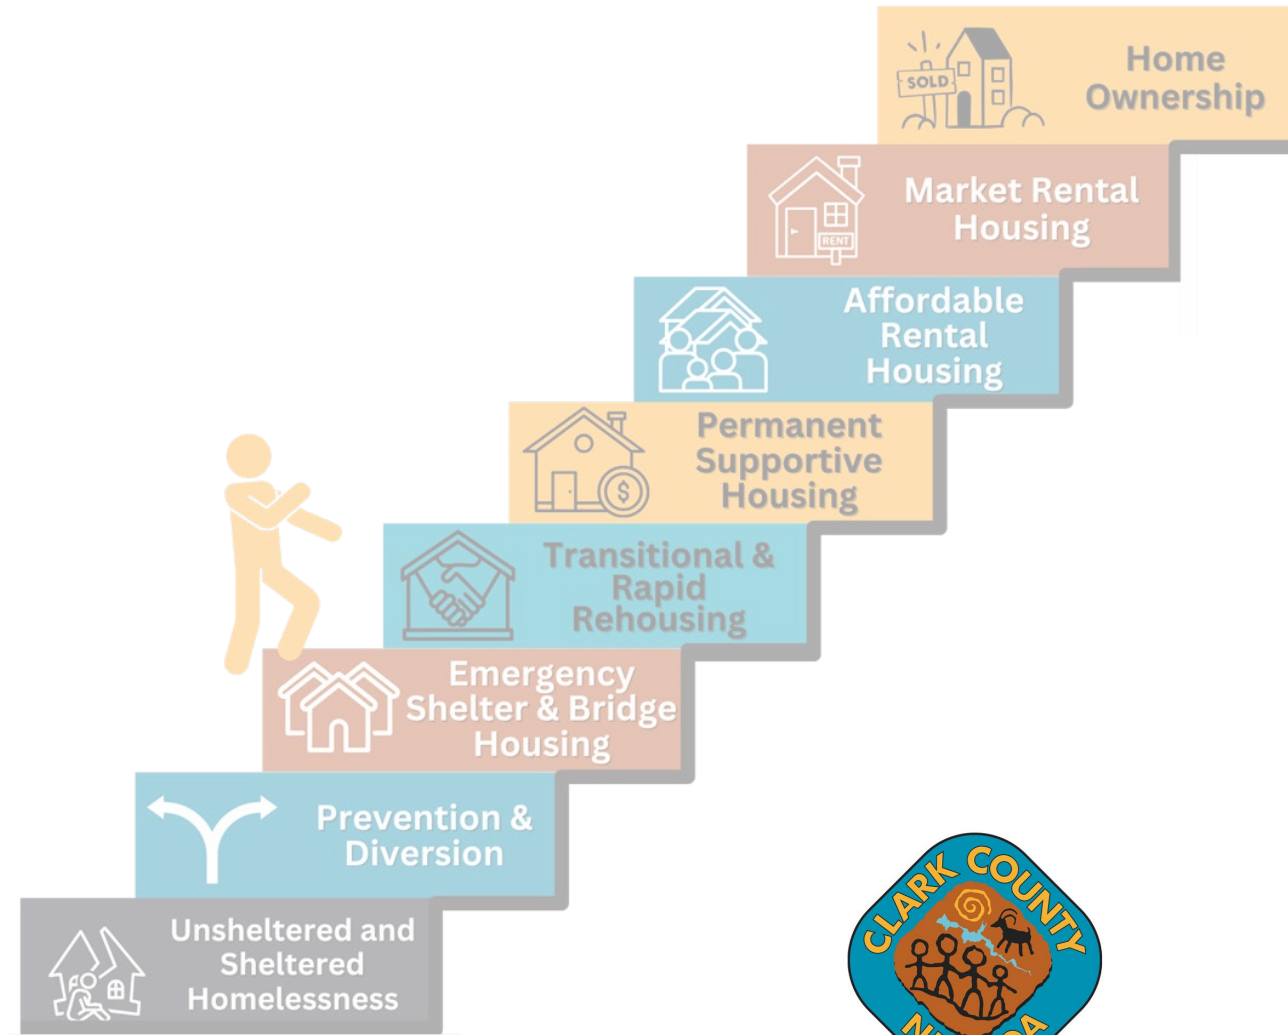 SOLD
Home
Ownership
Market Rental
Housing
RENT
Affordable
Rental
Housing
Permanent
Supportive
Housing
$
Transitional &
Rapid
Rehousing
Emergency
Shelter & Bridge
Housing
Prevention &
Diversion
Unsheltered and
Sheltered
Homelessness
CLARK COUNTY